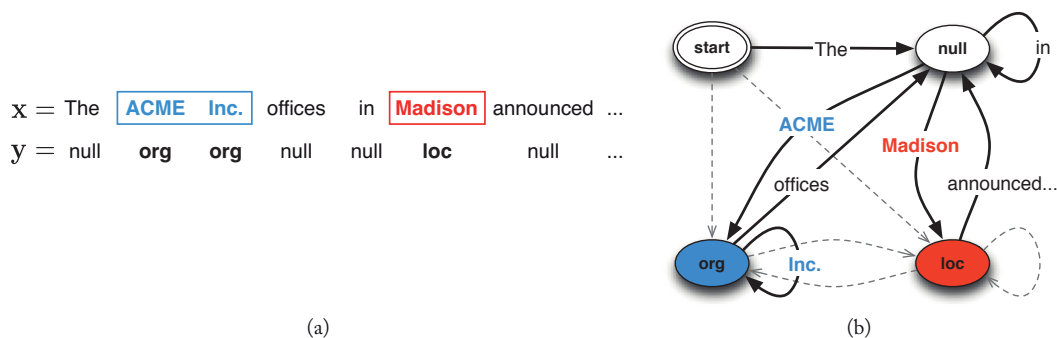 x = The ACME Inc. offices in Madison announced ...
y = null org org null null loc null ...
(a)
start The null in
ACME
Madison
offices announced...
org Inc. loc
(b)